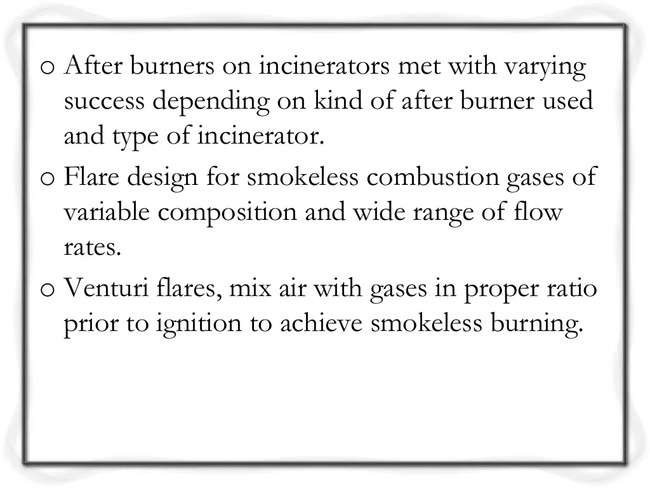 o After burners on incinerators met with varying
success depending on kind of after burner used
and type of incinerator.
o Flare design for smokeless combustion gases of
variable composition and wide range of flow
rates.
o Venturi flares, mix air with gases in proper ratio
prior to ignition to achieve smokeless burning.